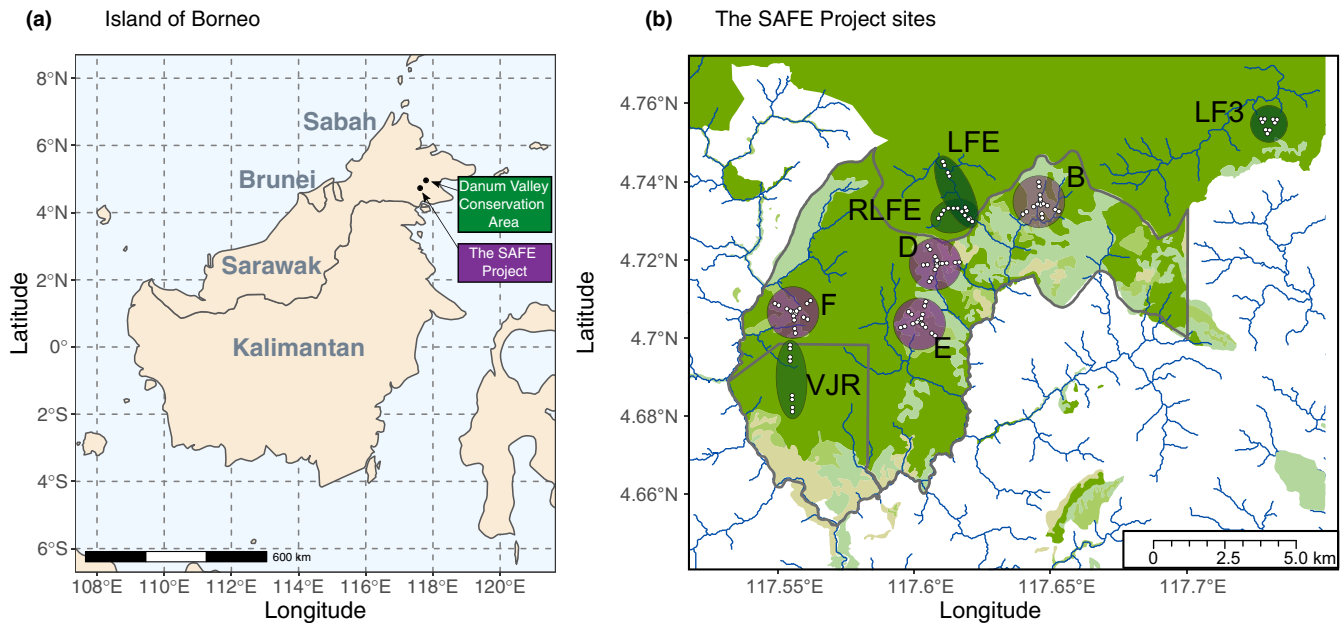 (a) Island of Borneo
8°N
6°N
4°N
2°N
0°
2°S
4°S
6°S
Latitude
Sabah
Brunei
Sarawak
Kalimantan
Danum Valley
Conservation
Area
The SAFE
Project
600 km
108°E 110°E 112°E 114°E 116°E 118°E 120°E
Longitude
(b) The SAFE Project sites
4.76°N
4.74°N
4.72°N
4.7°N
4.68°N
4.66°N
Latitude
LF3
LFE
B
RLFE
D
F
E
VJR
0 2.5 5.0 km
117.55°E 117.6°E 117.65°E 117.7°E
Longitude